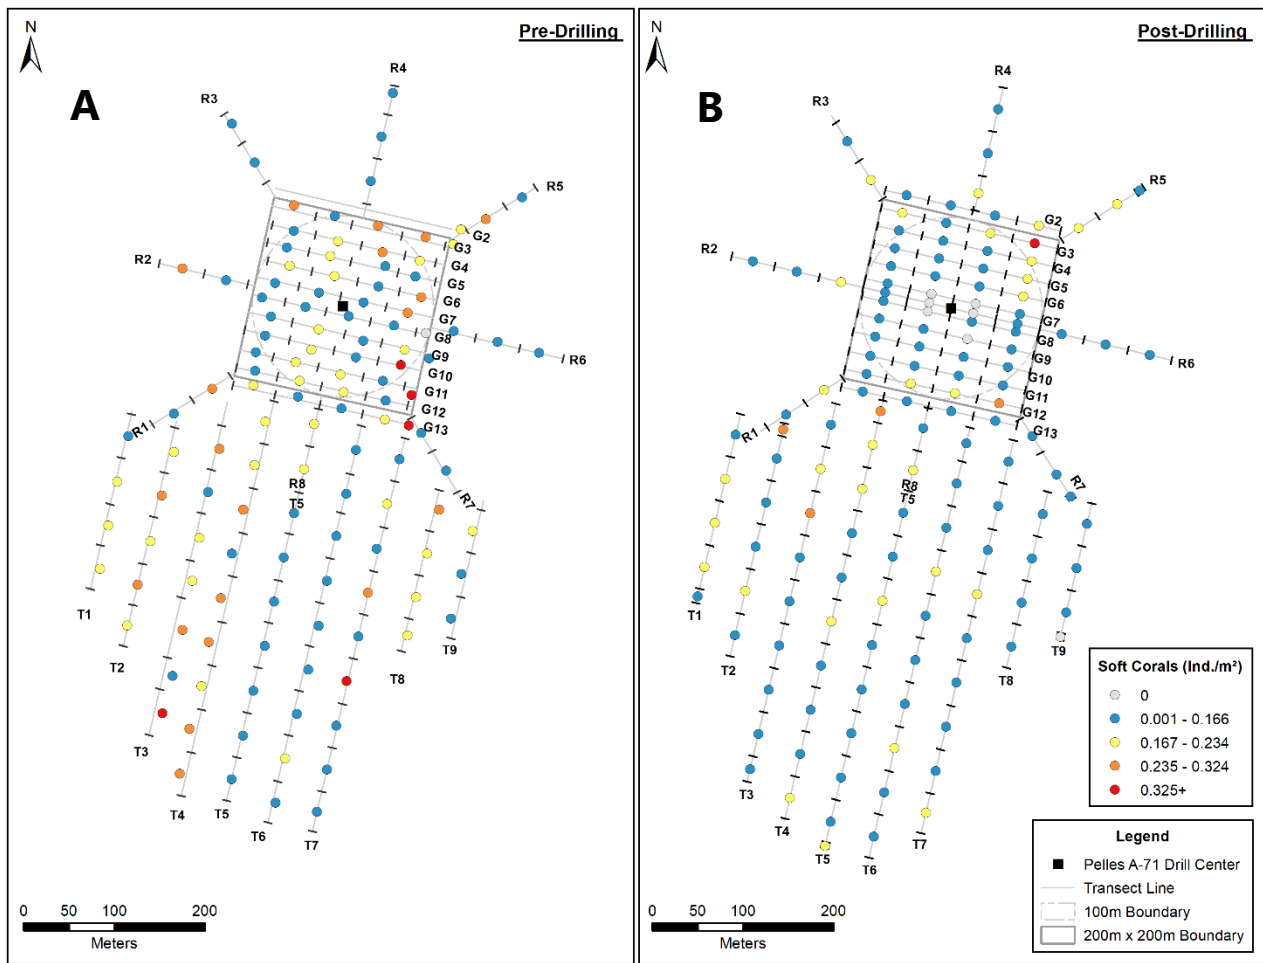 Pre-Drilling
N
A
R4
R3
R5
G2
G3
G4
R2
G5
G6
G7
G8
R6
G9
G10
G11
G12
R1
G13
R8
T5
R7
T1
T2
T9
T8
T3
T4
T5
T6
T7
0 50 100 200
Meters
Post-Drilling
N
B
R4
R3
R5
G2
G3
R2
G4
G5
G6
G7
G8
R6
G9
G10
G11
G12
R1
G13
R8
T5
R7
T1
T2
T9
T8
T3
T4
T7
T5
T6
0 50 100 200
Meters
Soft Corals (Ind./m²)
0
0.001 - 0.166
0.167 - 0.234
0.235 - 0.324
0.325+
Legend
Pelles A-71 Drill Center
Transect Line
100m Boundary
200m x 200m Boundary